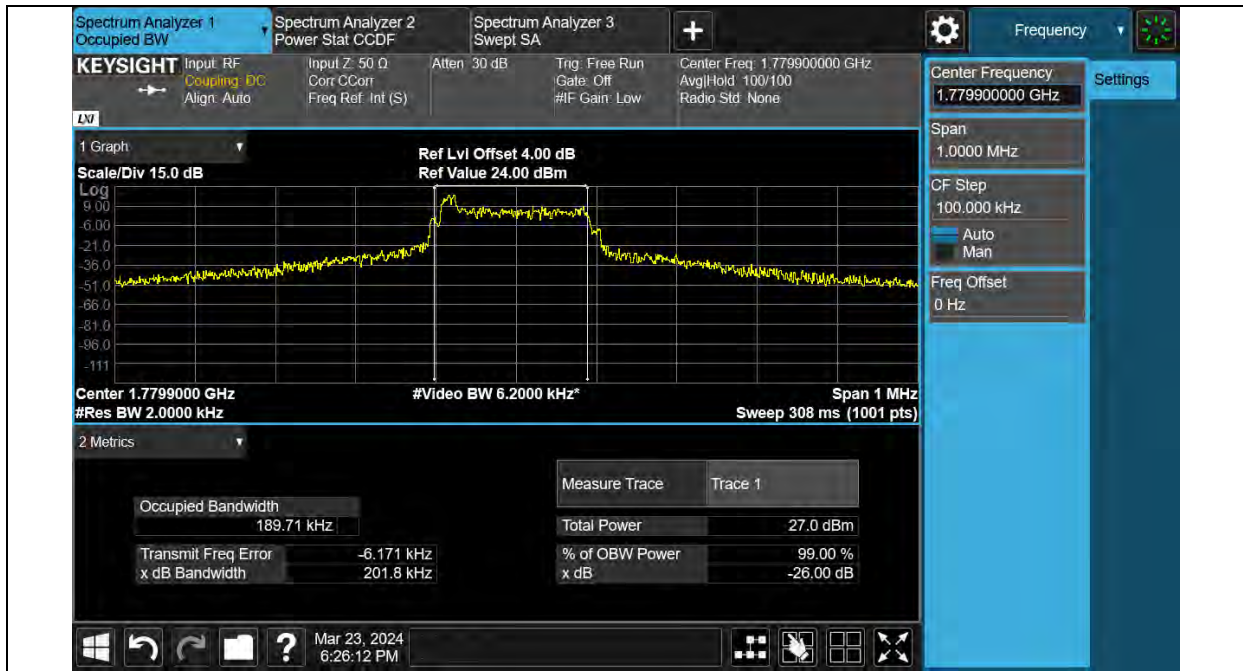 Spectrum Analyzer 1
Occupied BW
Spectrum Analyzer 2
Power Stat CCDF
Spectrum Analyzer 3
Swept SA
Frequency
KEYSIGHT
LXI
Input: RF
Coupling: DC
Align: Auto
Input Z: 50 Ω
Corr CCorr
Freq Ref: Int (S)
Atten: 30 dB
Trig: Free Run
Gate: Off
#IF Gain: Low
Center Freq: 1.779900000 GHz
Avg|Hold: 100/100
Radio Std: None
Center Frequency
1.779900000 GHz
Settings
Span
1.0000 MHz
CF Step
100.000 kHz
Auto
Man
Freq Offset
0 Hz
1 Graph
Scale/Div 15.0 dB
Ref Lvl Offset 4.00 dB
Ref Value 24.00 dBm
Log
9.00
-6.00
-21.0
-36.0
-51.0
-66.0
-81.0
-96.0
-111
Center 1.7799000 GHz
#Res BW 2.0000 kHz
#Video BW 6.2000 kHz*
Span 1 MHz
Sweep 308 ms (1001 pts)
2 Metrics
Measure Trace Trace 1
Occupied Bandwidth
189.71 kHz
Total Power 27.0 dBm
Transmit Freq Error -6.171 kHz
% of OBW Power 99.00 %
x dB Bandwidth 201.8 kHz
x dB -26.00 dB
?
Mar 23, 2024
6:26:12 PM